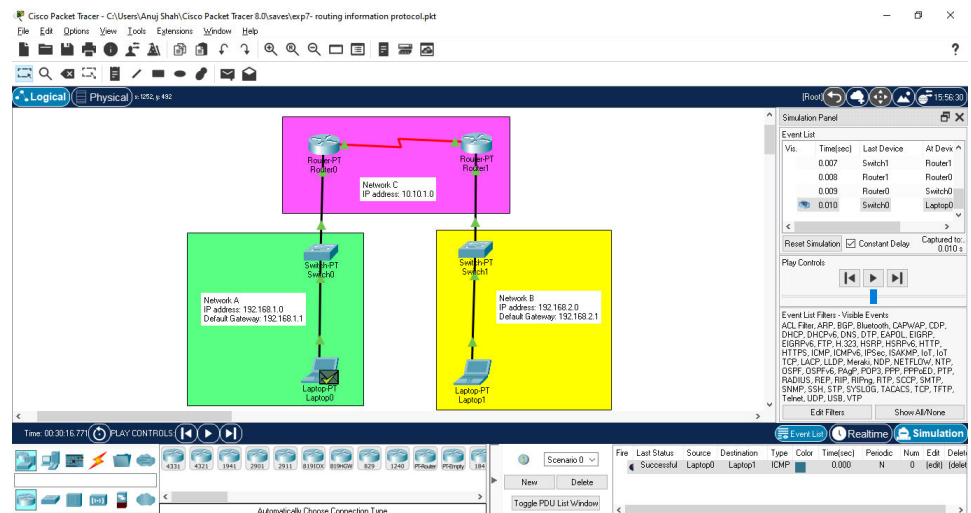 Cisco Packet Tracer - C:\Users\Anuj Shah\Cisco Packet Tracer 8.0\saves\exp7- routing information protocol.pkt
File Edit Options View Tools Extensions Window Help
Logical Physical x: 1252, y: 492 [Root] 15:56:30
Router-PT
Router0
Router-PT
Router1
Network C
IP address: 10.10.1.0
Switch-PT
Switch0
Switch-PT
Switch1
Network A
IP address: 192.168.1.0
Default Gateway: 192.168.1.1
Network B
IP address: 192.168.2.0
Default Gateway: 192.168.2.1
Laptop-PT
Laptop0
Laptop-PT
Laptop1
Simulation Panel
Event List
Vis. Time(sec) Last Device At Devic
0.007 Switch1 Router1
0.008 Router1 Router0
0.009 Router0 Switch0
0.010 Switch0 Laptop0
Reset Simulation Constant Delay Captured to:
0.010 s
Play Controls
Event List Filters - Visible Events
ACL Filter, ARP, BGP, Bluetooth, CAPWAP, CDP,
DHCP, DHCPv6, DNS, DTP, EAPOL, EIGRP,
EIGRPv6, FTP, H.323, HSRP, HSRPv6, HTTP,
HTTPS, ICMP, ICMPv6, IPSec, ISAKMP, IoT, IoT
TCP, LACP, LLDP, Meraki, NDP, NETFLOW, NTP,
OSPF, OSPFv6, PAgP, POP3, PPP, PPPoED, PTP,
RADIUS, REP, RIP, RIPng, RTP, SCCP, SMTP,
SNMP, SSH, STP, SYSLOG, TACACS, TCP, TFTP,
Telnet, UDP, USB, VTP
Edit Filters Show All/None
Time: 00:30:16.771 PLAY CONTROLS: Event List Realtime Simulation
4331 4321 1941 2901 2911 819IOX 819HGW 829 1240 PT-Router PT-Empty 184
Automatically Choose Connection Type
Scenario 0
New Delete
Toggle PDU List Window
Fire Last Status Source Destination Type Color Time(sec) Periodic Num Edit Delet
Successful Laptop0 Laptop1 ICMP 0.000 N 0 (edit) (delet